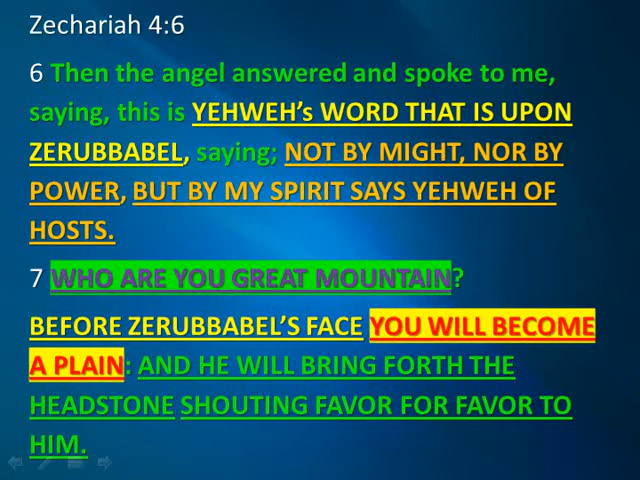 Zechariah 4:6
6 Then the angel answered and spoke to me,
saying, this is YEHWEH's WORD THAT IS UPON
ZERUBBABEL, saying; NOT BY MIGHT, NOR BY
POWER, BUT BY MY SPIRIT SAYS YEHWEH OF
HOSTS.
7 WHO ARE YOU GREAT MOUNTAIN?
BEFORE ZERUBBABEL'S FACE YOU WILL BECOME
A PLAIN: AND HE WILL BRING FORTH THE
HEADSTONE SHOUTING FAVOR FOR FAVOR TO
HIM.